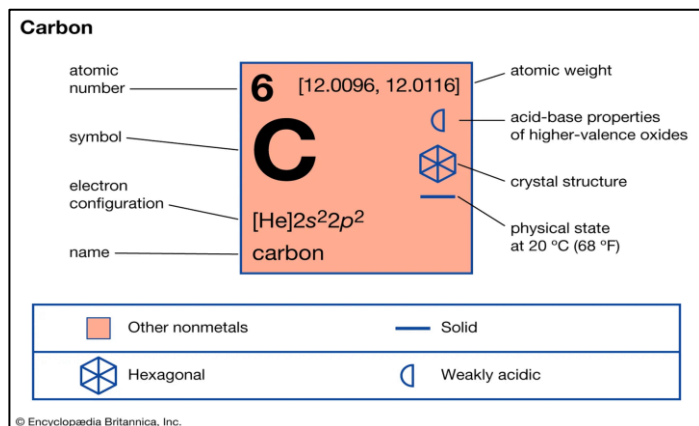 Carbon
atomic
number
symbol
electron
configuration
name
6 [12.0096, 12.0116]
C
[He]2s²2p²
carbon
atomic weight
acid-base properties
of higher-valence oxides
crystal structure
physical state
at 20 ºC (68 ºF)
Other nonmetals
Solid
Hexagonal
Weakly acidic
© Encyclopædia Britannica, Inc.